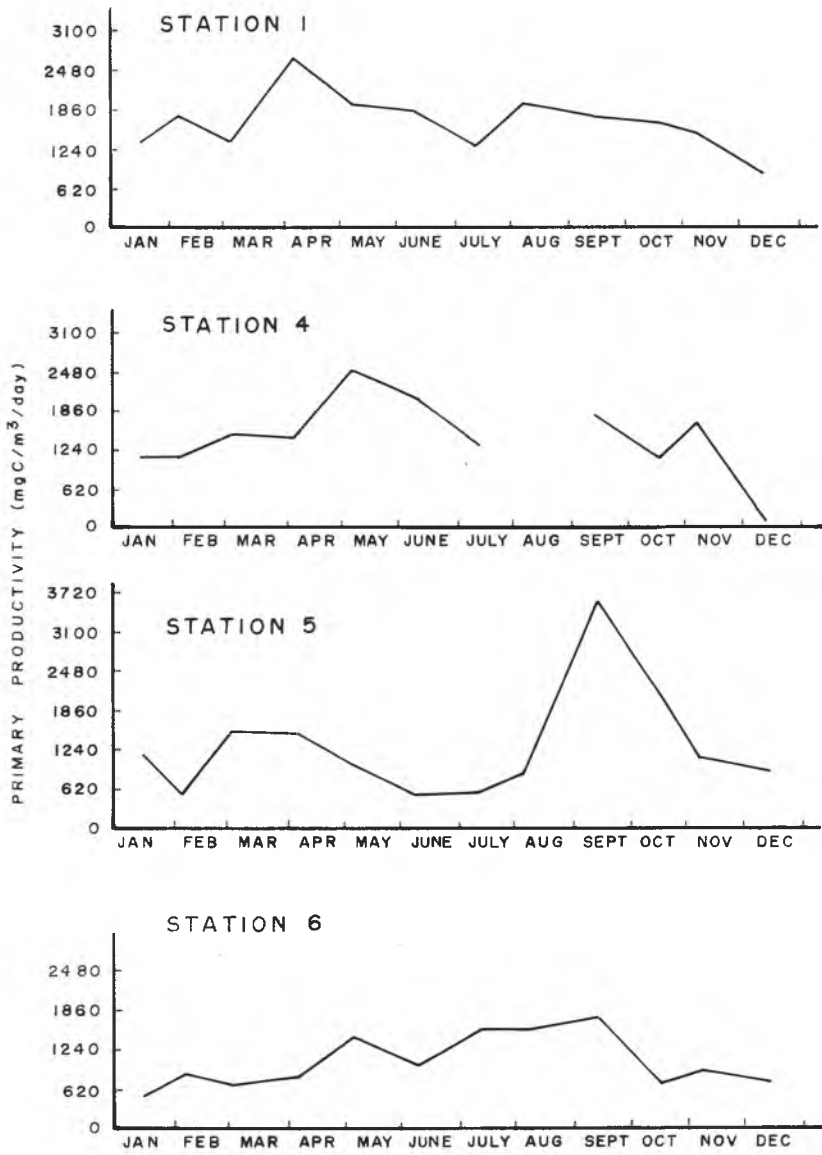 STATION 1
3100
2480
1860
1240
620
0
JAN FEB MAR APR MAY JUNE JULY AUG SEPT OCT NOV DEC
PRIMARY PRODUCTIVITY (mgC/m³/day)
STATION 4
3100
2480
1860
1240
620
0
JAN FEB MAR APR MAY JUNE JULY AUG SEPT OCT NOV DEC
STATION 5
3720
3100
2480
1860
1240
620
0
JAN FEB MAR APR MAY JUNE JULY AUG SEPT OCT NOV DEC
STATION 6
2480
1860
1240
620
0
JAN FEB MAR APR MAY JUNE JULY AUG SEPT OCT NOV DEC